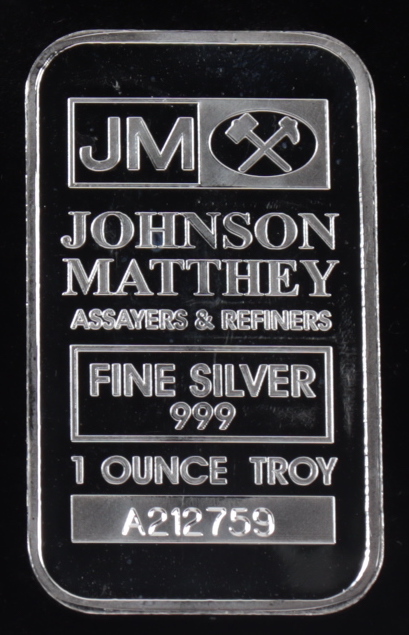 JM
JOHNSON
MATTHEY
ASSAYERS & REFINERS
FINE SILVER
999
1 OUNCE TROY
A212759